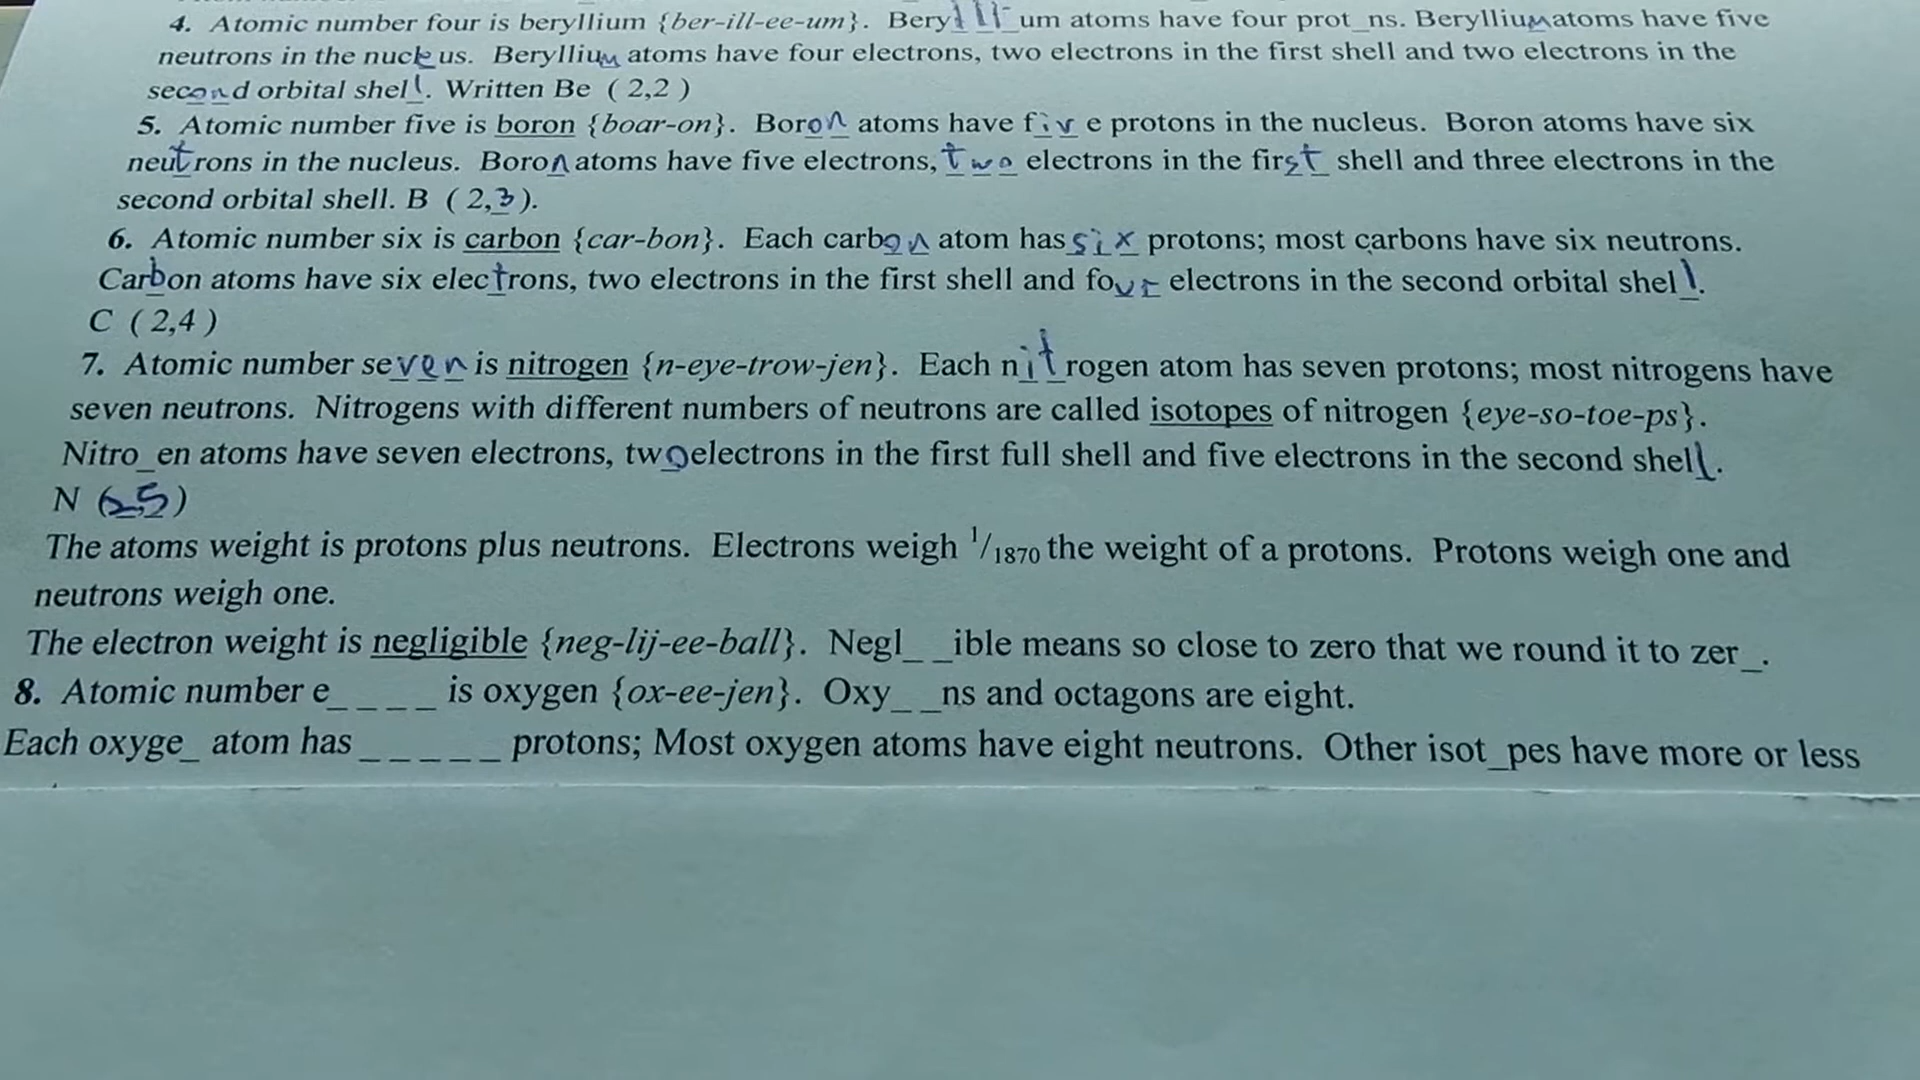 4. Atomic number four is beryllium {ber-ill-ee-um}. Beryllium atoms have four prot_ns. Beryllium atoms have five
neutrons in the nucleus. Beryllium atoms have four electrons, two electrons in the first shell and two electrons in the
second orbital shell. Written Be ( 2,2 )
5. Atomic number five is boron {boar-on}. Boron atoms have five protons in the nucleus. Boron atoms have six
neutrons in the nucleus. Boron atoms have five electrons, two electrons in the first shell and three electrons in the
second orbital shell. B ( 2,3 ).
6. Atomic number six is carbon {car-bon}. Each carbon atom has six protons; most carbons have six neutrons.
Carbon atoms have six electrons, two electrons in the first shell and four electrons in the second orbital shell.
C ( 2,4 )
7. Atomic number seven is nitrogen {n-eye-trow-jen}. Each nitrogen atom has seven protons; most nitrogens have
seven neutrons. Nitrogens with different numbers of neutrons are called isotopes of nitrogen {eye-so-toe-ps}.
Nitro_en atoms have seven electrons, two electrons in the first full shell and five electrons in the second shell.
N (2,5)
The atoms weight is protons plus neutrons. Electrons weigh 1/1870 the weight of a protons. Protons weigh one and
neutrons weigh one.
The electron weight is negligible {neg-lij-ee-ball}. Negl_ _ible means so close to zero that we round it to zer_.
8. Atomic number e_ _ _ _ is oxygen {ox-ee-jen}. Oxy_ _ns and octagons are eight.
Each oxyge_ atom has _ _ _ _ _ protons; Most oxygen atoms have eight neutrons. Other isot_pes have more or less